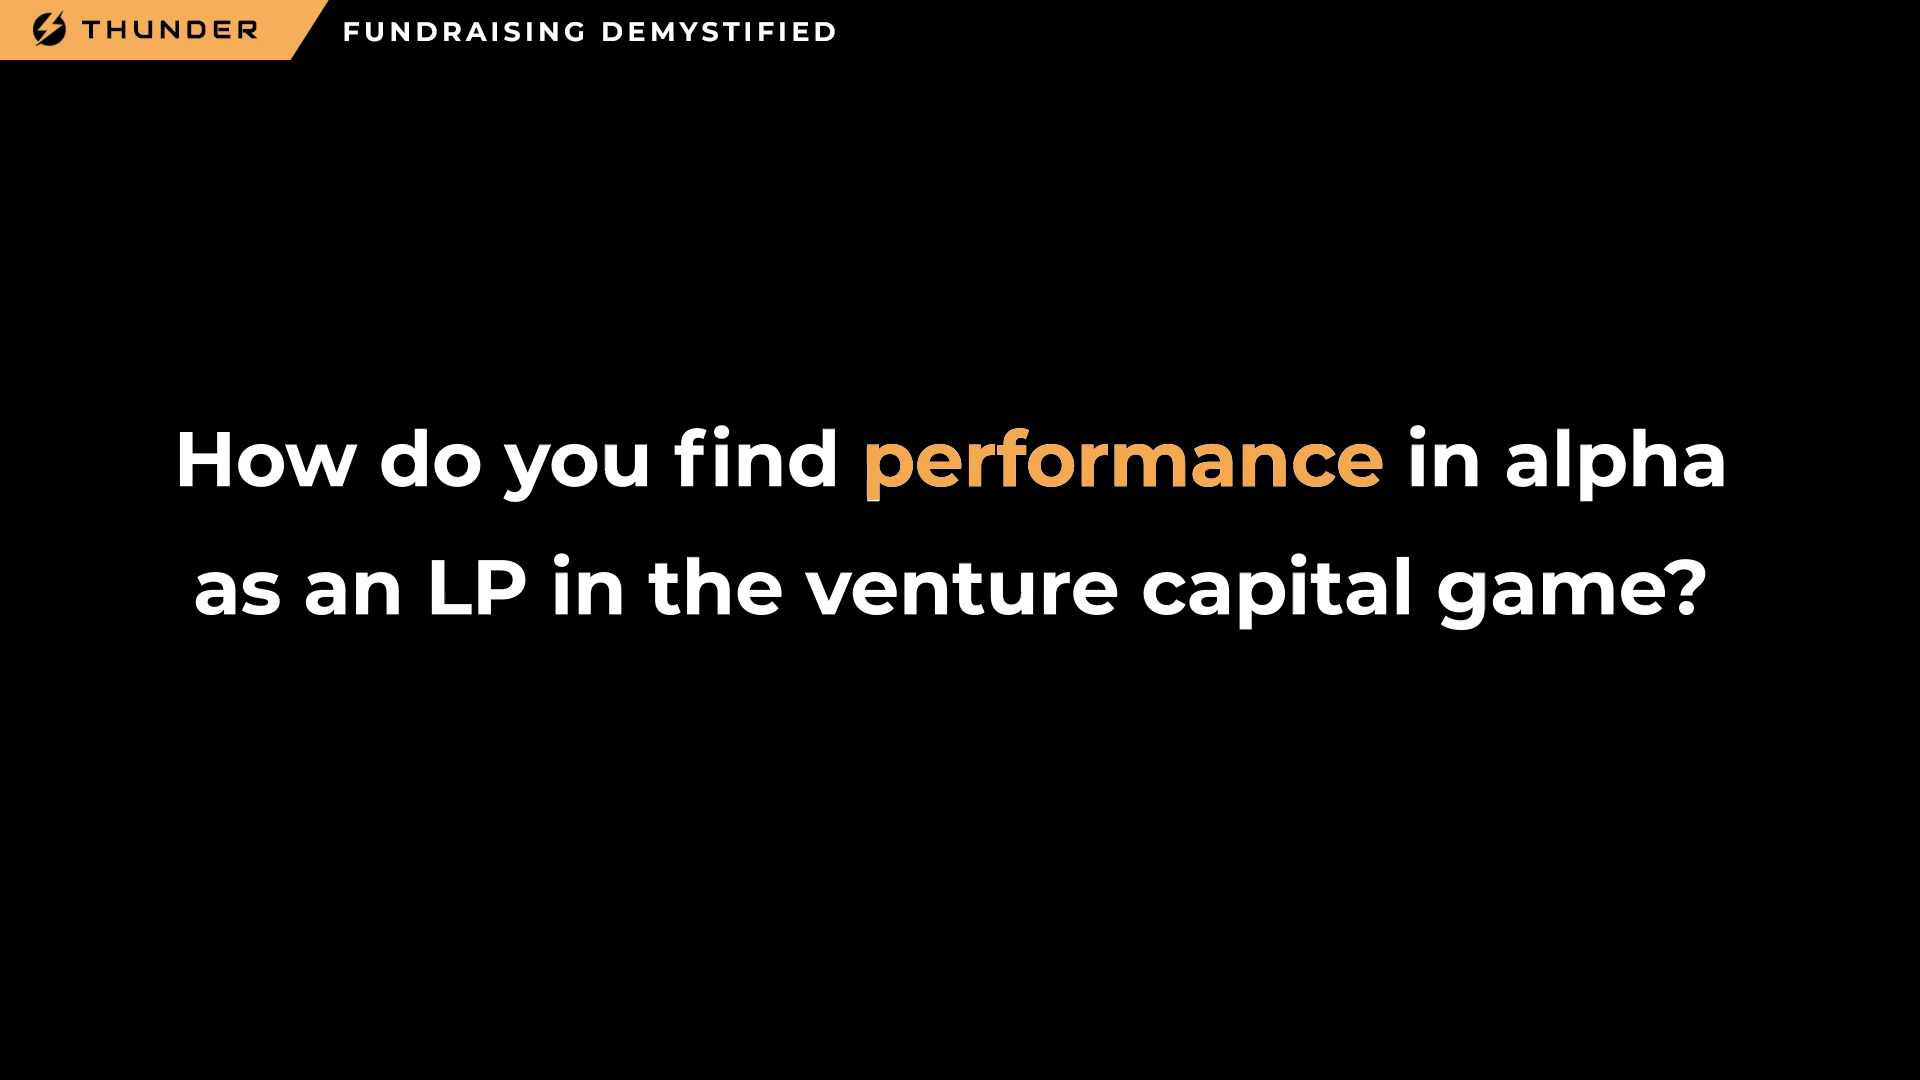 THUNDER
FUNDRAISING DEMYSTIFIED
How do you find performance in alpha
as an LP in the venture capital game?